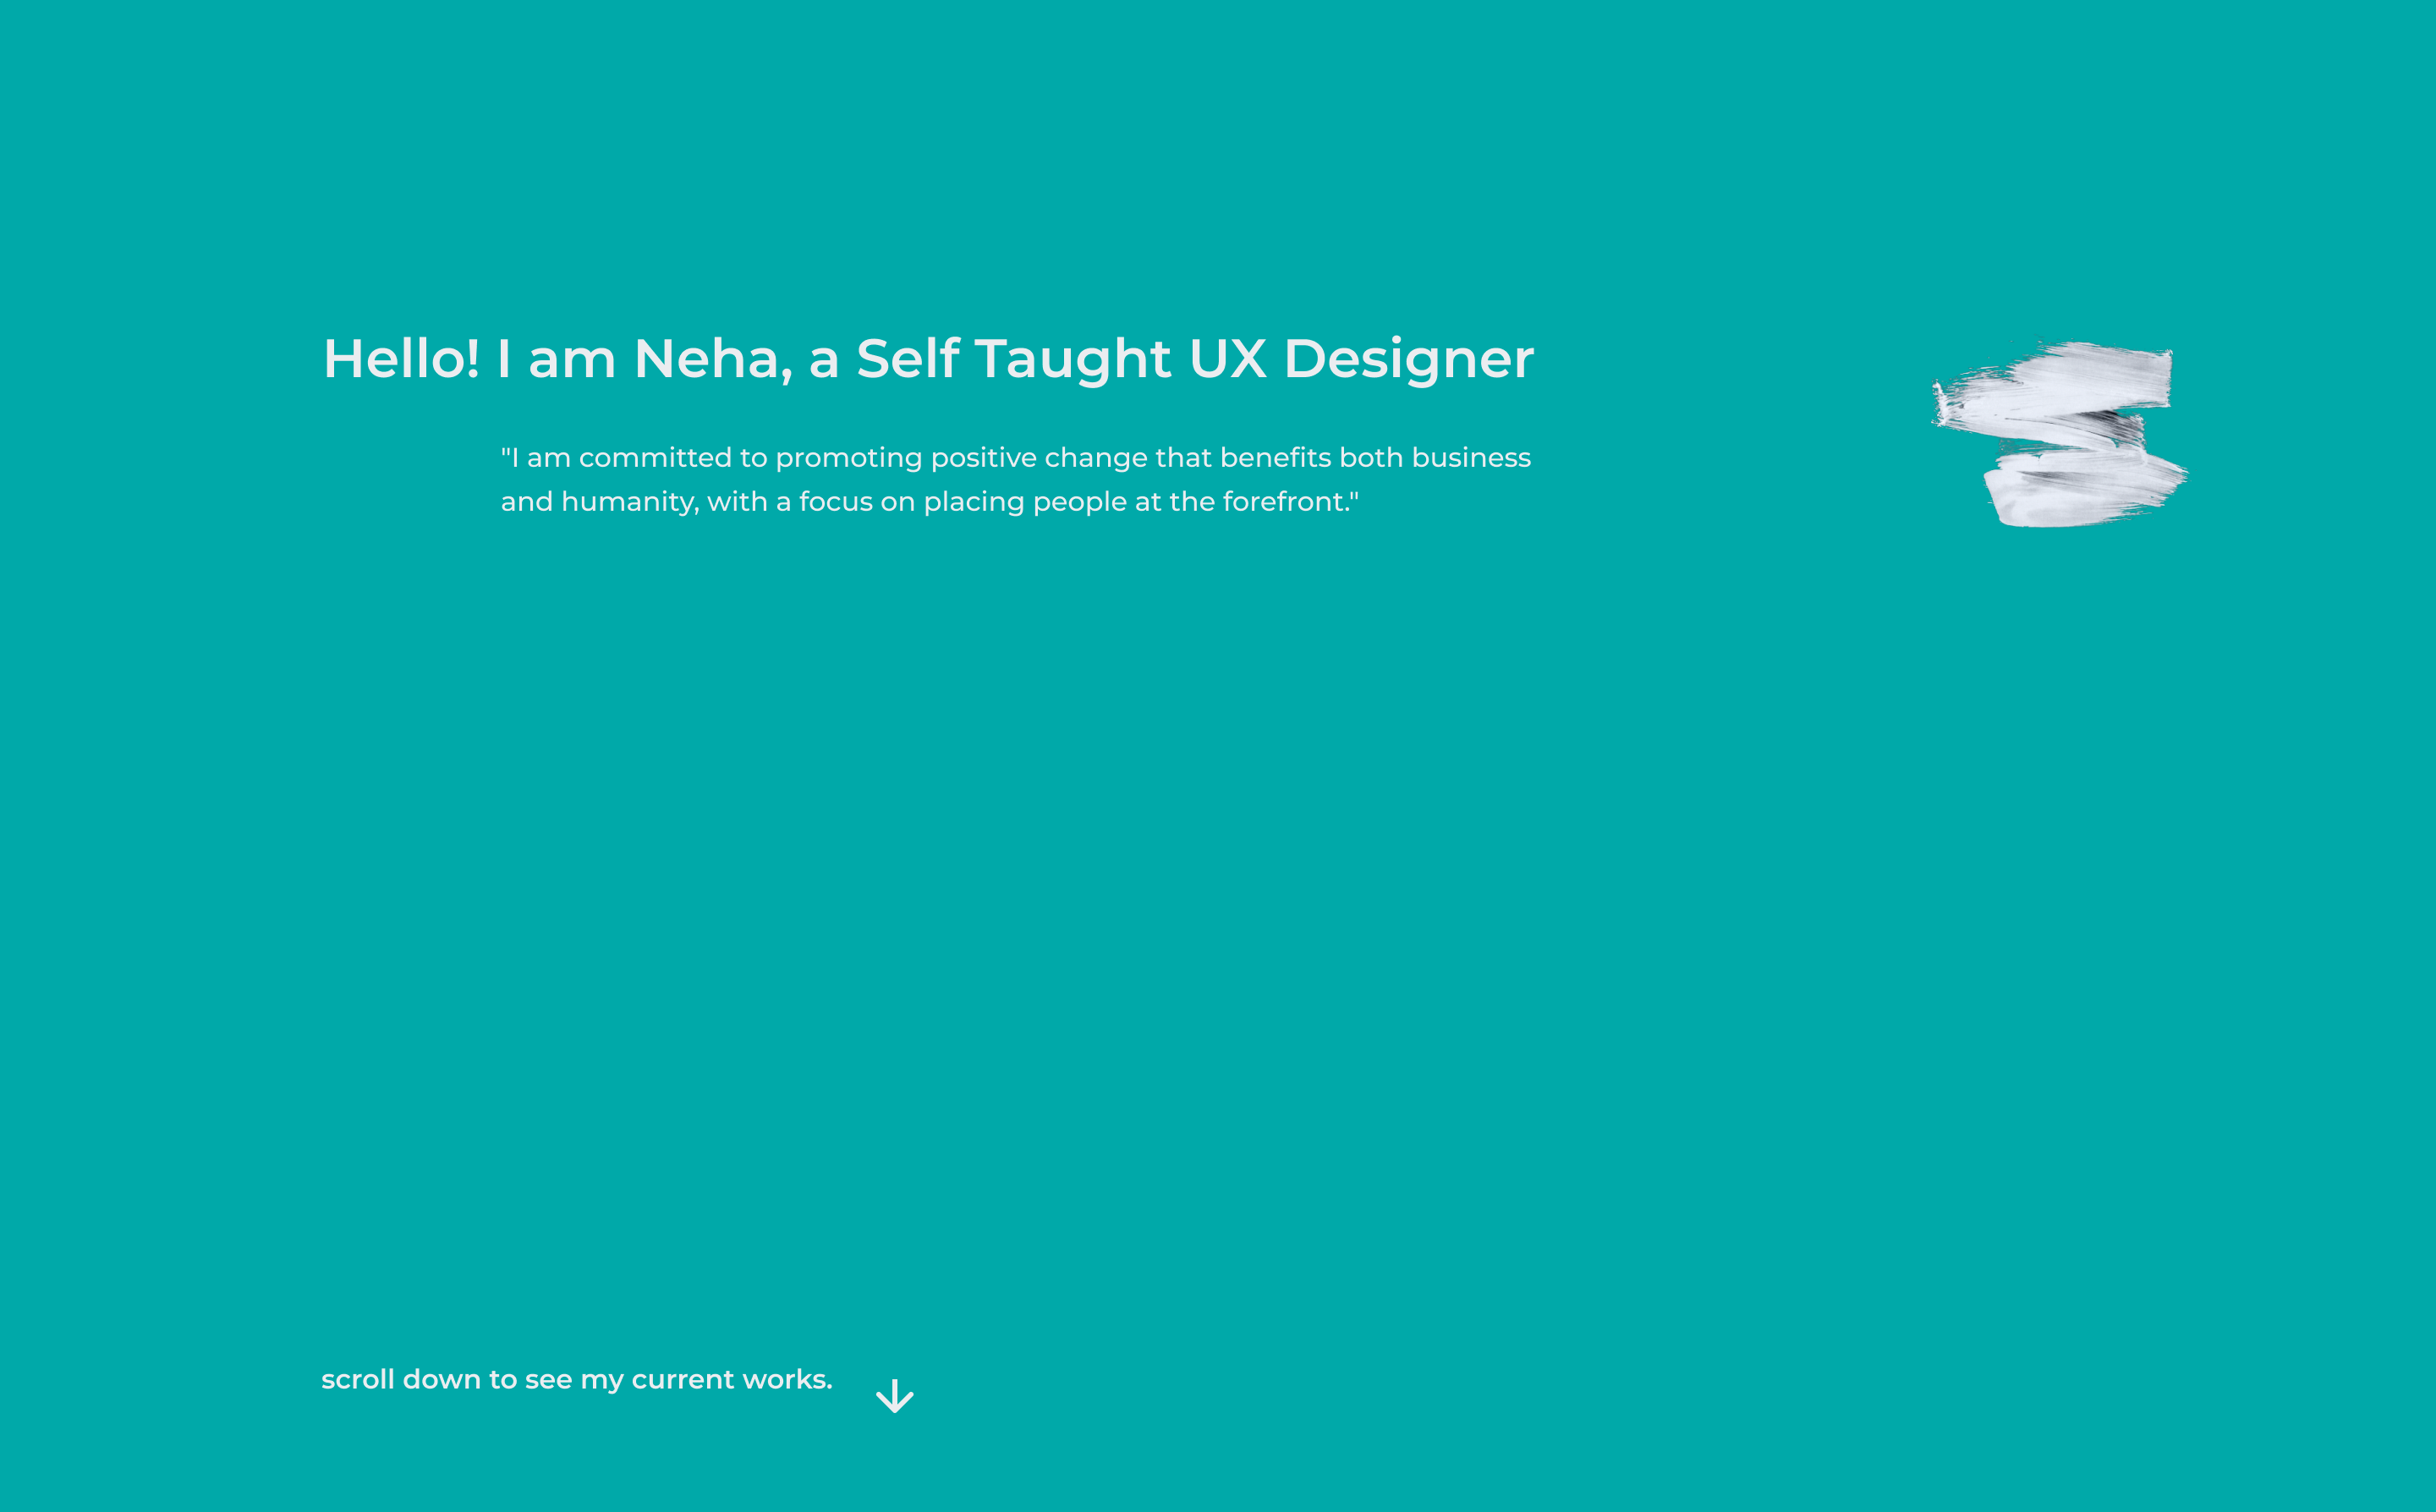 Hello! I am Neha, a Self Taught UX Designer
"I am committed to promoting positive change that benefits both business
and humanity, with a focus on placing people at the forefront."
scroll down to see my current works.